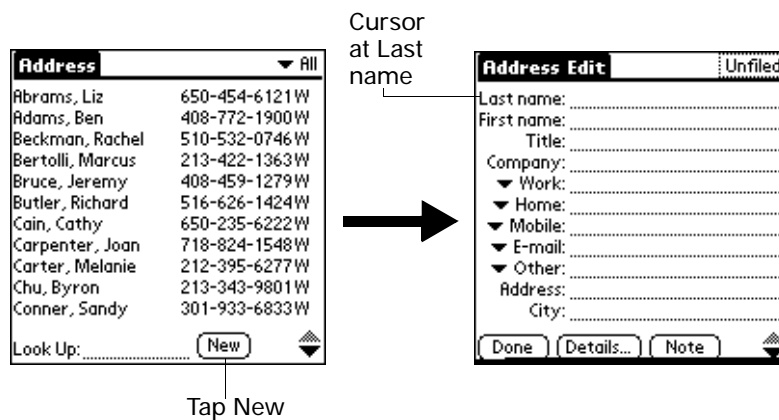 Cursor
at Last
name
Address All
Abrams, Liz 650-454-6121W
Adams, Ben 408-772-1900W
Beckman, Rachel 510-532-0746W
Bertolli, Marcus 213-422-1363W
Bruce, Jeremy 408-459-1279W
Butler, Richard 516-626-1424W
Cain, Cathy 650-235-6222W
Carpenter, Joan 718-824-1548W
Carter, Melanie 212-395-6277W
Chu, Byron 213-343-9801W
Conner, Sandy 301-933-6833W
Look Up: New
Tap New
Address Edit Unfiled
Last name:
First name:
Title:
Company:
Work:
Home:
Mobile:
E-mail:
Other:
Address:
City:
Done Details... Note